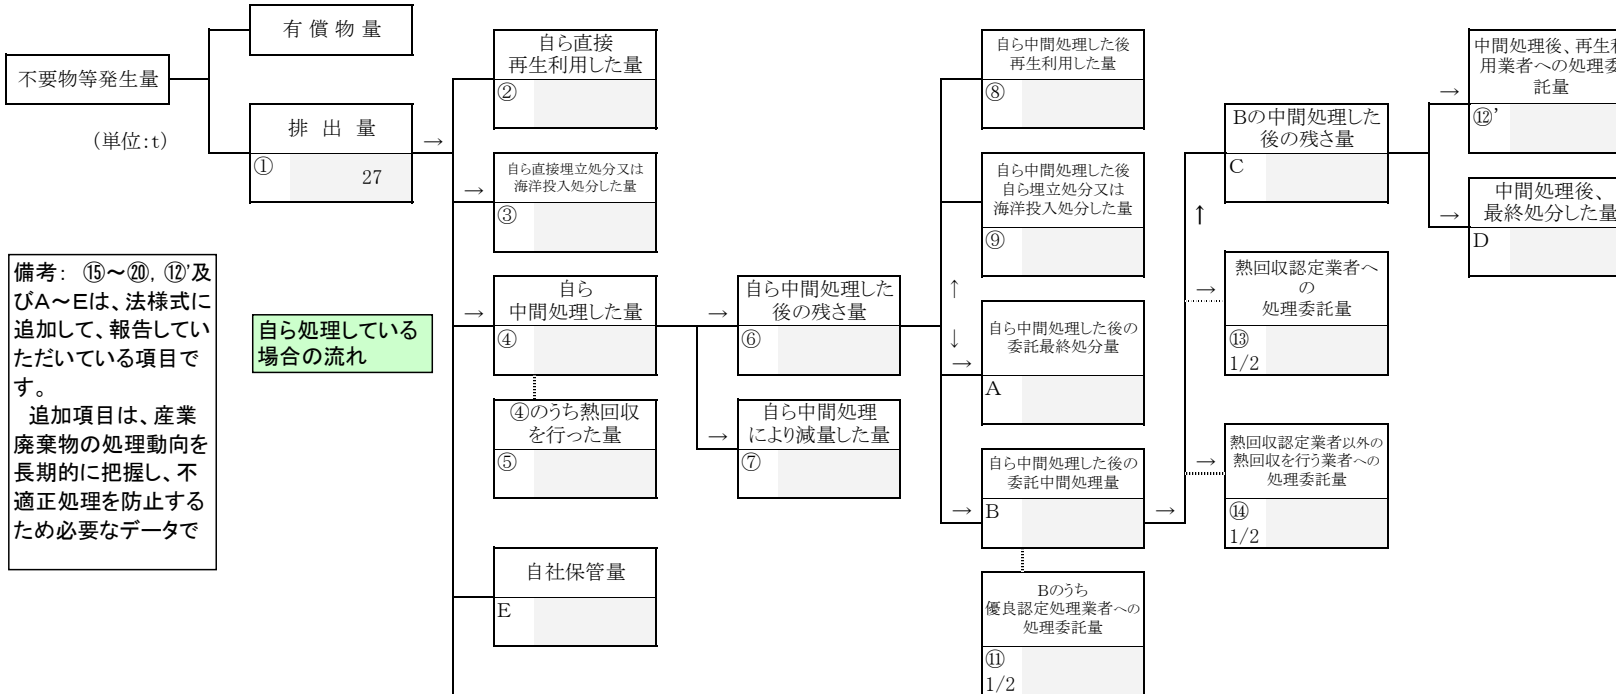 有 償 物 量
不要物等発生量
(単位:t)
排 出 量
→
①
27
備考： ⑮～⑳, ⑫'及
びA～Eは、法様式に
追加して、報告してい
ただいている項目で
す。
追加項目は、産業
廃棄物の処理動向を
長期的に把握し、不
適正処理を防止する
ため必要なデータで
自ら処理している
場合の流れ
自ら直接
再生利用した量
②
→
自ら直接埋立処分又は
海洋投入処分した量
③
→
自ら
中間処理した量
④
④のうち熱回収
を行った量
⑤
自社保管量
E
→
自ら中間処理した
後の残さ量
⑥
→
自ら中間処理
により減量した量
⑦
自ら中間処理した後
再生利用した量
⑧
自ら中間処理した後
自ら埋立処分又は
海洋投入処分した量
⑨
↑
↓
→
自ら中間処理した後の
委託最終処分量
A
→
自ら中間処理した後の
委託中間処理量
B
→
Bのうち
優良認定処理業者への
処理委託量
⑪
1/2
Bの中間処理した
後の残さ量
C
↑
→
熱回収認定業者へ
の
処理委託量
⑬
1/2
→
熱回収認定業者以外の
熱回収を行う業者への
処理委託量
⑭
1/2
→
中間処理後、再生利
用業者への処理委
託量
⑫'
→
中間処理後、
最終処分した量
D